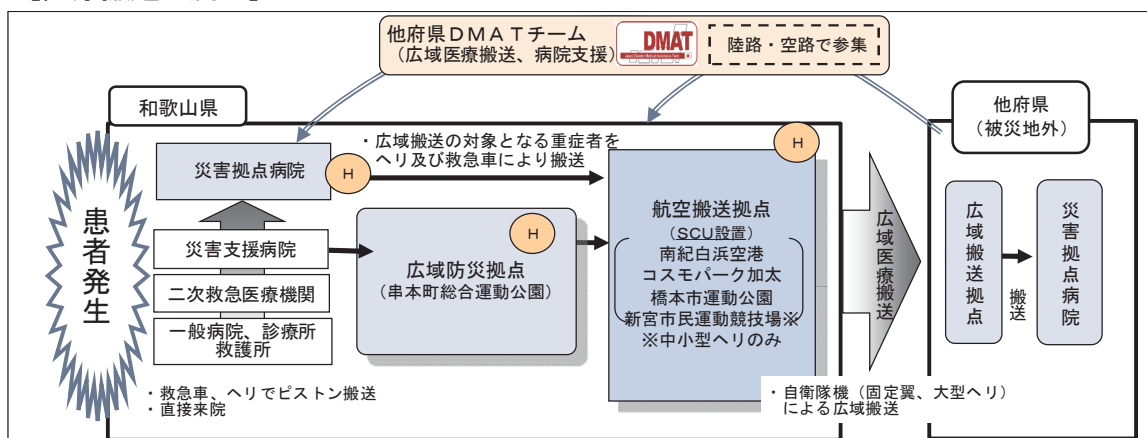 他府県ＤＭＡＴチーム
（広域医療搬送、病院支援）
DMAT
陸路・空路で参集
和歌山県
他府県
（被災地外）
患者発生
災害拠点病院
H
・広域搬送の対象となる重症者を
ヘリ及び救急車により搬送
H
災害支援病院
二次救急医療機関
一般病院、診療所
救護所
H
広域防災拠点
（串本町総合運動公園）
航空搬送拠点
（SCU設置）
南紀白浜空港
コスモパーク加太
橋本市運動公園
新宮市民運動競技場※
※中小型ヘリのみ
広域医療搬送
広域搬送拠点
搬送
災害拠点病院
・救急車、ヘリでピストン搬送
・直接来院
・自衛隊機（固定翼、大型ヘリ）
による広域搬送